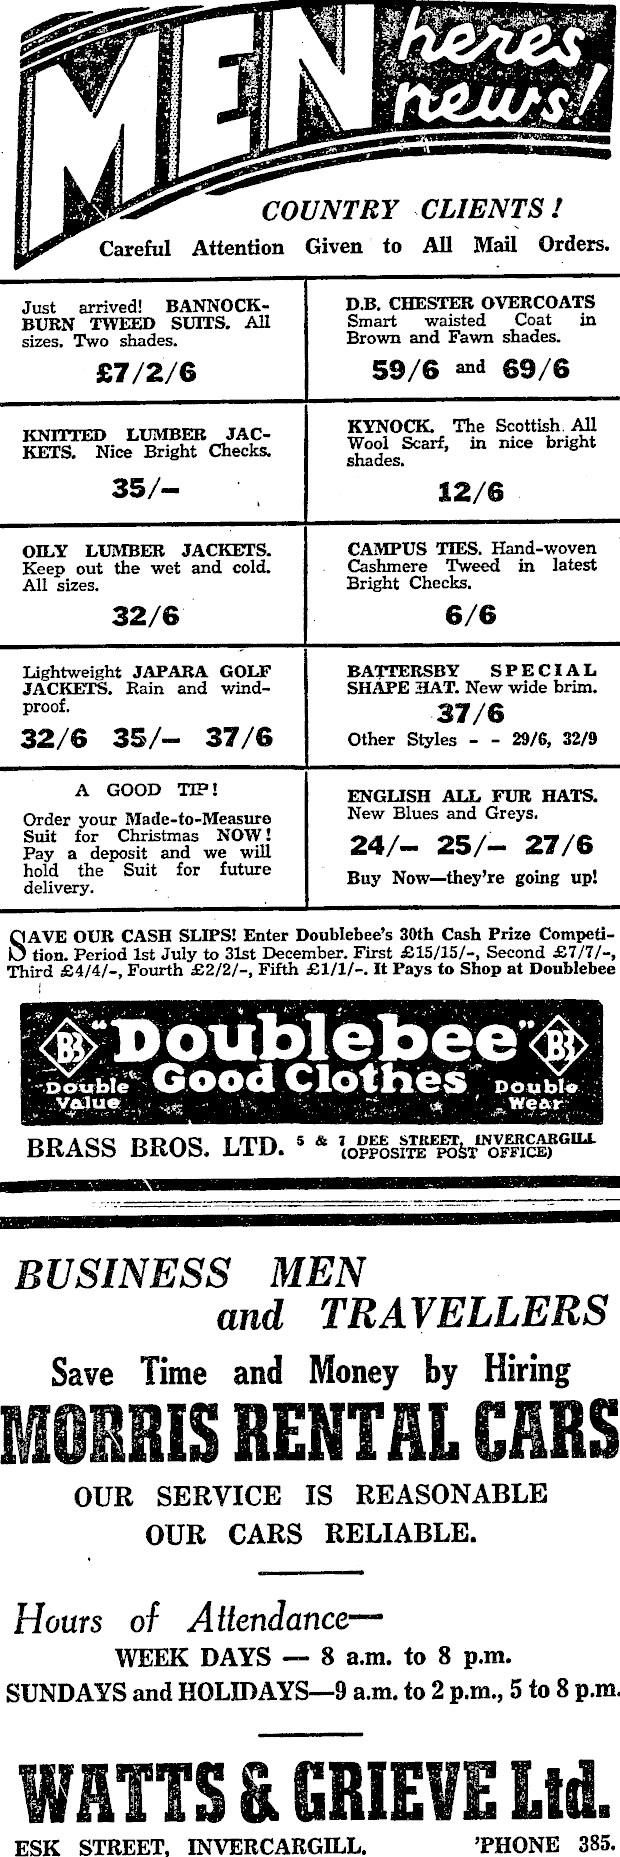 MEN heres
news!
COUNTRY CLIENTS!
Careful Attention Given to All Mail Orders.
Just arrived! BANNOCK-
BURN TWEED SUITS. All
sizes. Two shades.
£7/2/6
D.B. CHESTER OVERCOATS
Smart waisted Coat in
Brown and Fawn shades.
59/6 and 69/6
KNITTED LUMBER JAC-
KETS. Nice Bright Checks.
35/-
KYNOCK. The Scottish All
Wool Scarf, in nice bright
shades.
12/6
OILY LUMBER JACKETS.
Keep out the wet and cold.
All sizes.
32/6
CAMPUS TIES. Hand-woven
Cashmere Tweed in latest
Bright Checks.
6/6
Lightweight JAPARA GOLF
JACKETS. Rain and wind-
proof.
32/6 35/- 37/6
BATTERSBY SPECIAL
SHAPE HAT. New wide brim.
37/6
Other Styles - - 29/6, 32/9
A GOOD TIP!
Order your Made-to-Measure
Suit for Christmas NOW!
Pay a deposit and we will
hold the Suit for future
delivery.
ENGLISH ALL FUR HATS.
New Blues and Greys.
24/- 25/- 27/6
Buy Now—they're going up!
SAVE OUR CASH SLIPS! Enter Doublebee's 30th Cash Prize Competi-
tion. Period 1st July to 31st December. First £15/15/-, Second £7/7/-,
Third £4/4/-, Fourth £2/2/-, Fifth £1/1/-. It Pays to Shop at Doublebee
BB "Doublebee" BB
Double Value Good Clothes Double Wear
BRASS BROS. LTD. 5 & 7 DEE STREET, INVERCARGILL
(OPPOSITE POST OFFICE)
BUSINESS MEN
and TRAVELLERS
Save Time and Money by Hiring
MORRIS RENTAL CARS
OUR SERVICE IS REASONABLE
OUR CARS RELIABLE.
Hours of Attendance—
WEEK DAYS — 8 a.m. to 8 p.m.
SUNDAYS and HOLIDAYS—9 a.m. to 2 p.m., 5 to 8 p.m.
WATTS & GRIEVE Ltd.
ESK STREET, INVERCARGILL. 'PHONE 385.